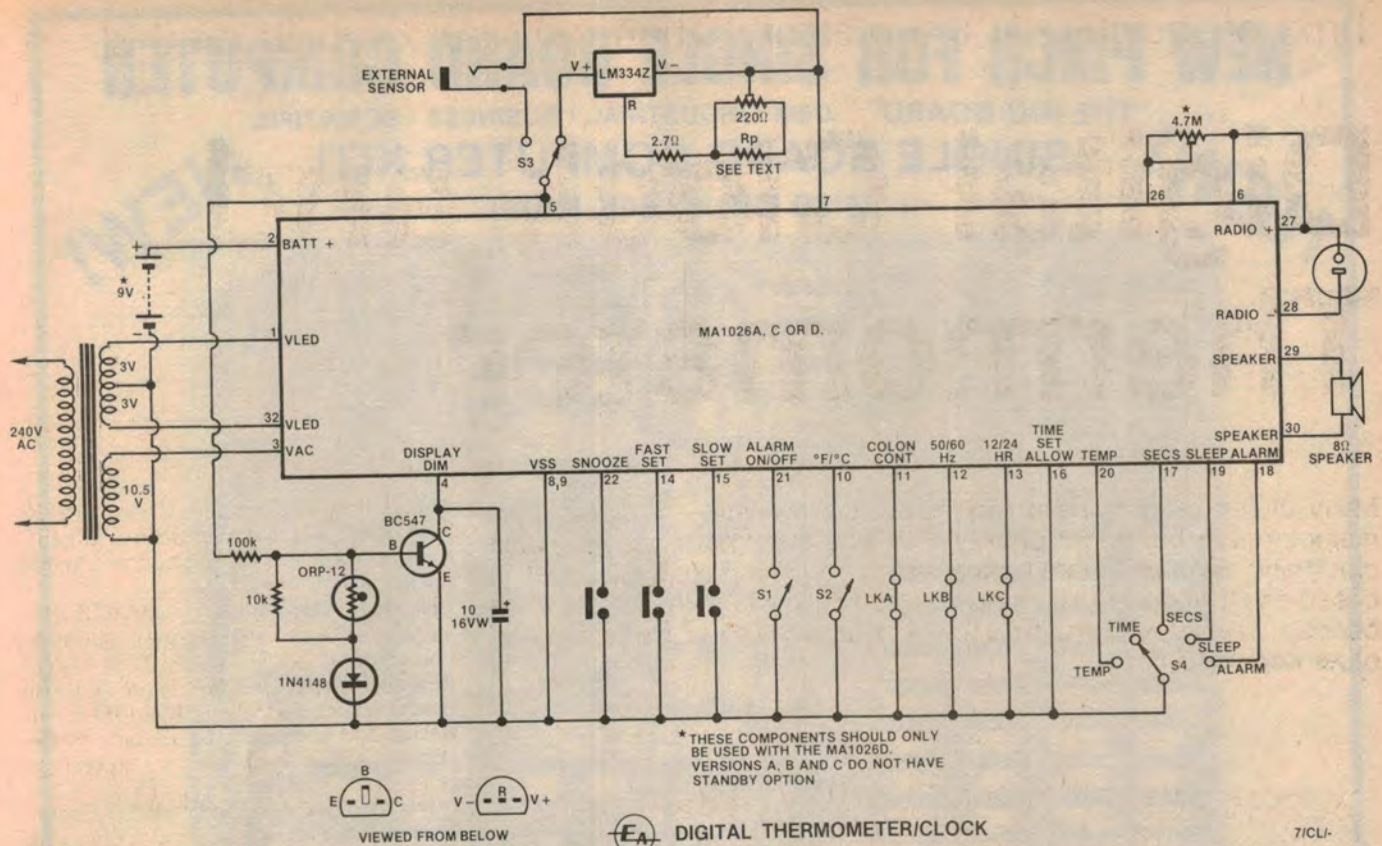 EXTERNAL
SENSOR
S3
V+
LM334Z
V-
R
2.7Ω
220Ω
Rp
SEE TEXT
*
4.7M
5
7
26
6
2
BATT +
+
*
9V
-
1
VLED
3V
3V
32
VLED
3
VAC
240V
AC
10.5
V
MA1026A, C OR D.
RADIO +
27
RADIO -
28
SPEAKER
29
SPEAKER
30
8Ω
SPEAKER
DISPLAY
DIM
4
VSS
8,9
SNOOZE
22
FAST
SET
14
SLOW
SET
15
ALARM
ON/OFF
21
°F/°C
10
COLON
CONT
11
50/60
Hz
12
12/24
HR
13
TIME
SET
ALLOW
16
TEMP
20
SECS
17
SLEEP
19
ALARM
18
100k
ORP-12
10k
1N4148
BC547
B
C
E
10
16VW
+
S1
S2
LKA
LKB
LKC
TIME
TEMP
SECS
SLEEP
ALARM
S4
* THESE COMPONENTS SHOULD ONLY
BE USED WITH THE MA1026D.
VERSIONS A, B AND C DO NOT HAVE
STANDBY OPTION
B
E
C
V-
R
V+
VIEWED FROM BELOW
EA
DIGITAL THERMOMETER/CLOCK
7/CL/-